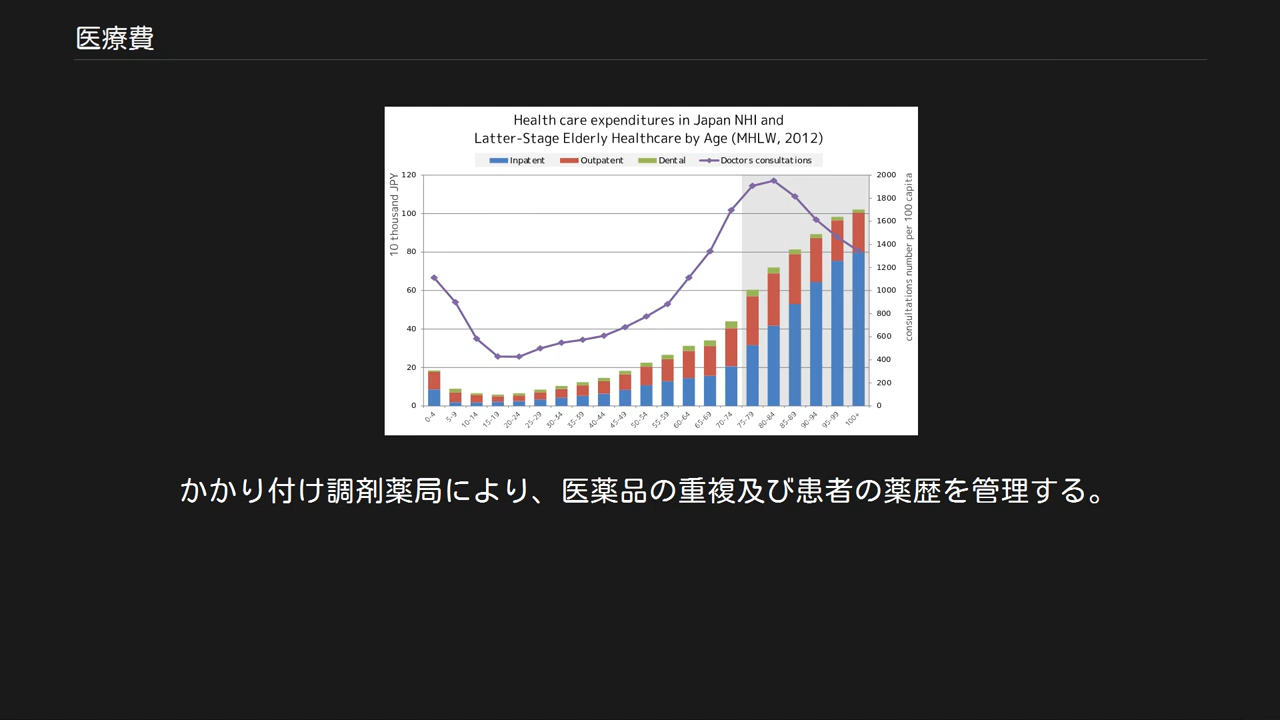 医療費
Health care expenditures in Japan NHI and
Latter-Stage Elderly Healthcare by Age (MHLW, 2012)
Inpatent Outpatent Dental Doctors consultations
10 thousand JPY
120
100
80
60
40
20
0
2000
1800
1600
1400
1200
1000
800
600
400
200
0
consultations number per 100 capita
0-4 5-9 10-14 15-19 20-24 25-29 30-34 35-39 40-44 45-49 50-54 55-59 60-64 65-69 70-74 75-79 80-84 85-89 90-94 95-99 100+
かかり付け調剤薬局により、医薬品の重複及び患者の薬歴を管理する。